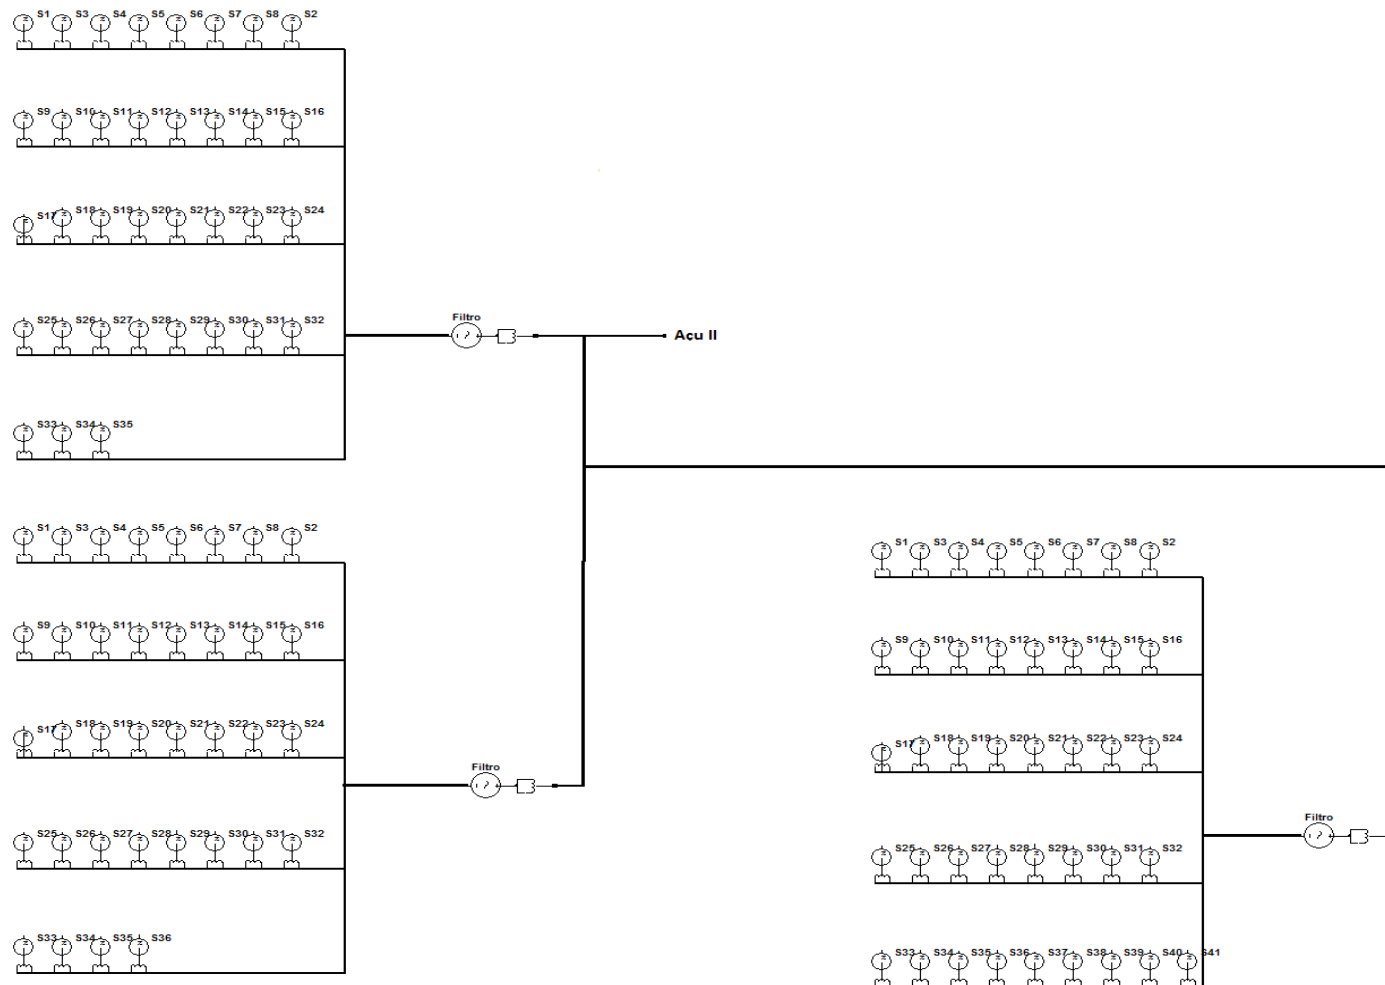 S1 S3 S4 S5 S6 S7 S8 S2
S9 S10 S11 S12 S13 S14 S15 S16
S17 S18 S19 S20 S21 S22 S23 S24
Filtro
S25 S26 S27 S28 S29 S30 S31 S32
Açu II
S33 S34 S35
S1 S3 S4 S5 S6 S7 S8 S2
S9 S10 S11 S12 S13 S14 S15 S16
S17 S18 S19 S20 S21 S22 S23 S24
Filtro
S25 S26 S27 S28 S29 S30 S31 S32
S33 S34 S35 S36
S1 S3 S4 S5 S6 S7 S8 S2
S9 S10 S11 S12 S13 S14 S15 S16
S17 S18 S19 S20 S21 S22 S23 S24
Filtro
S25 S26 S27 S28 S29 S30 S31 S32
S33 S34 S35 S36 S37 S38 S39 S40 S41